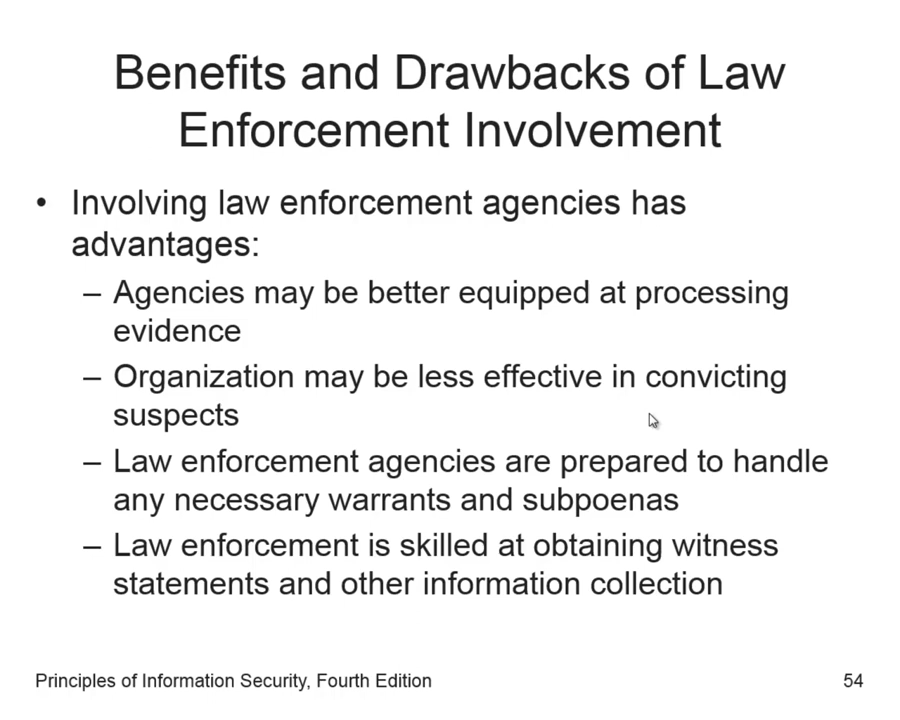 Benefits and Drawbacks of Law
Enforcement Involvement
• Involving law enforcement agencies has
advantages:
– Agencies may be better equipped at processing
evidence
– Organization may be less effective in convicting
suspects
– Law enforcement agencies are prepared to handle
any necessary warrants and subpoenas
– Law enforcement is skilled at obtaining witness
statements and other information collection
Principles of Information Security, Fourth Edition
54